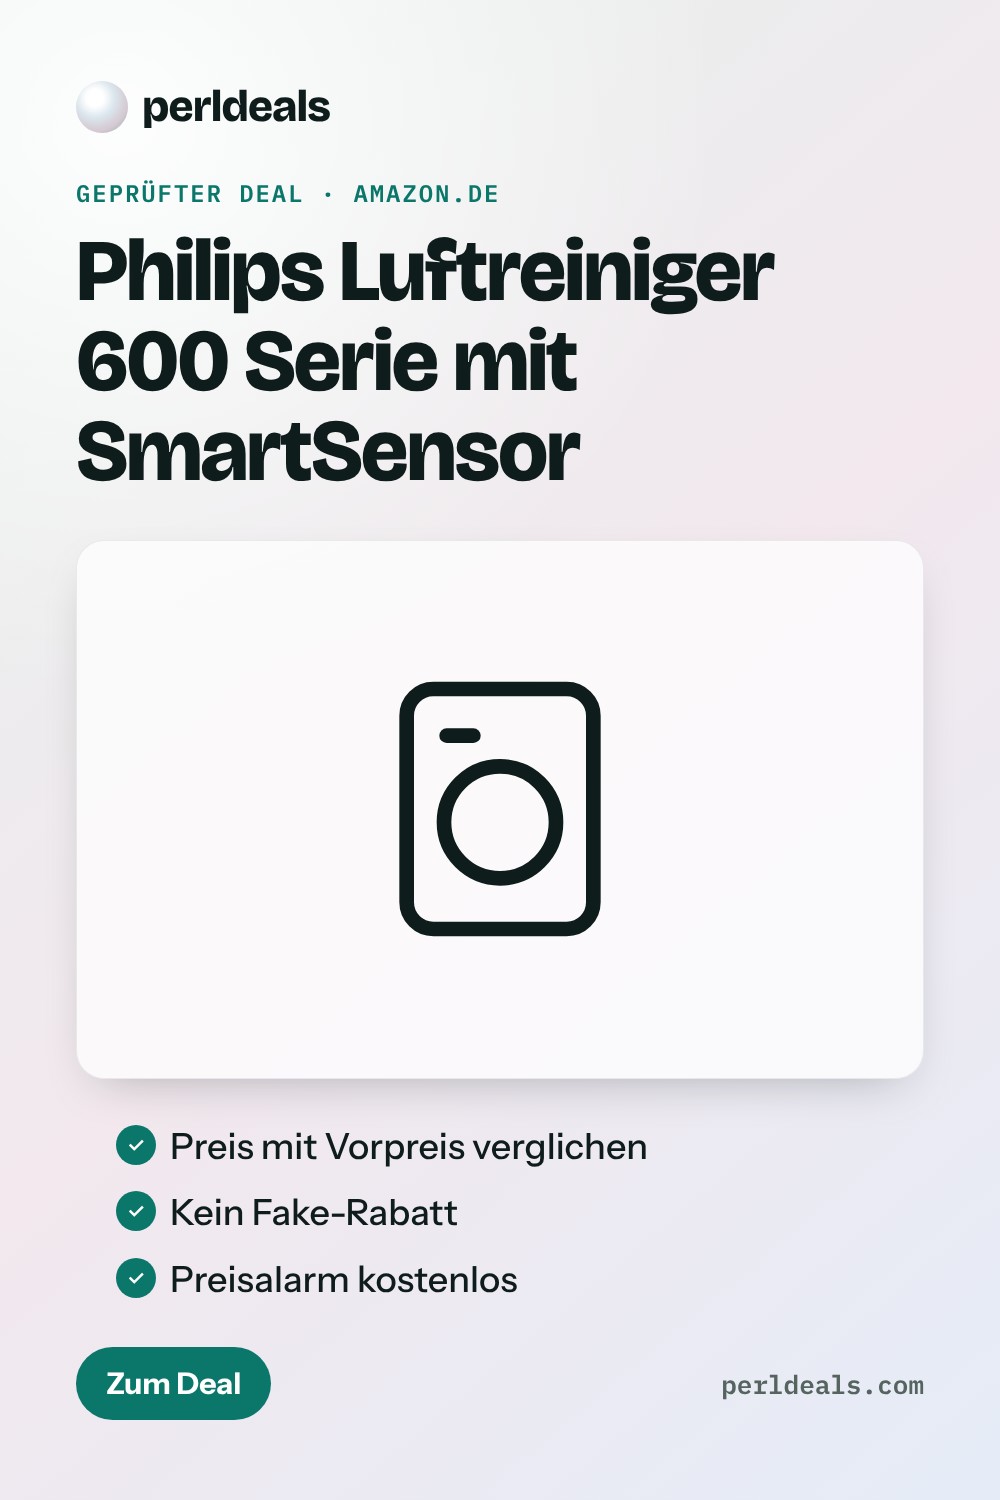 perldeals
GEPRÜFTER DEAL · AMAZON.DE
Philips Luftreiniger
600 Serie mit
SmartSensor
Preis mit Vorpreis verglichen
Kein Fake-Rabatt
Preisalarm kostenlos
Zum Deal
perldeals.com